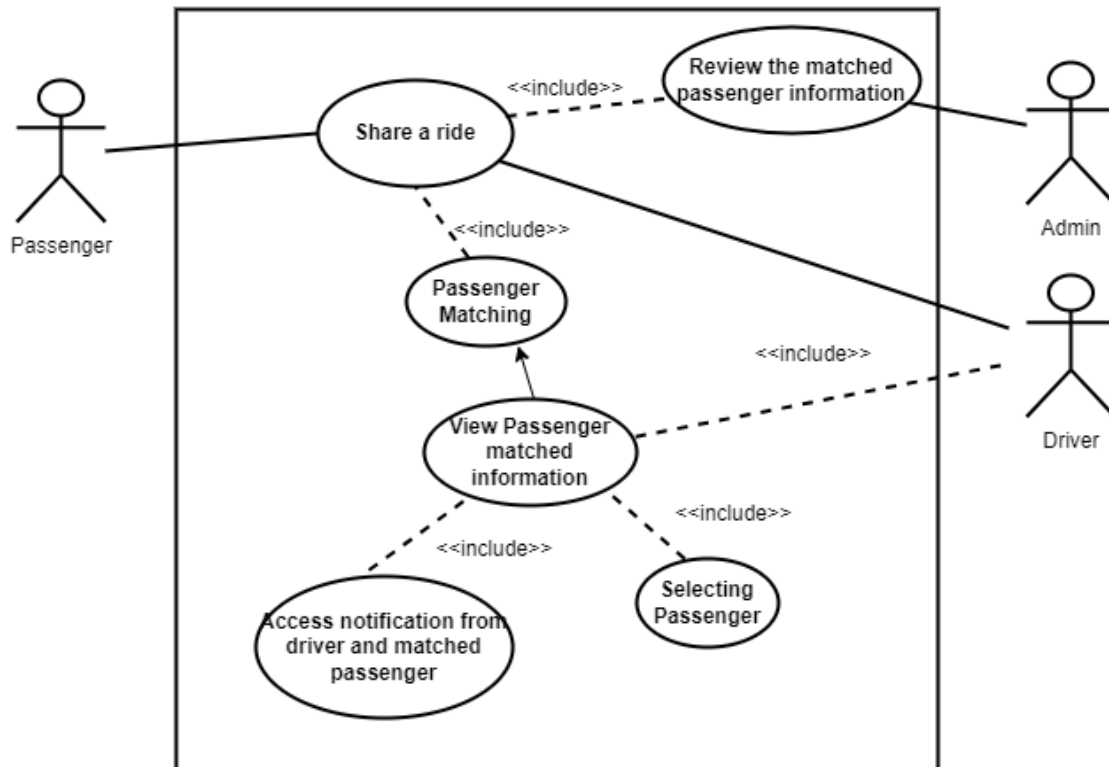 Review the matched
passenger information
<<include>>
Share a ride
Passenger
Admin
<<include>>
Passenger
Matching
<<include>>
View Passenger
matched
information
Driver
<<include>>
<<include>>
Selecting
Passenger
Access notification from
driver and matched
passenger